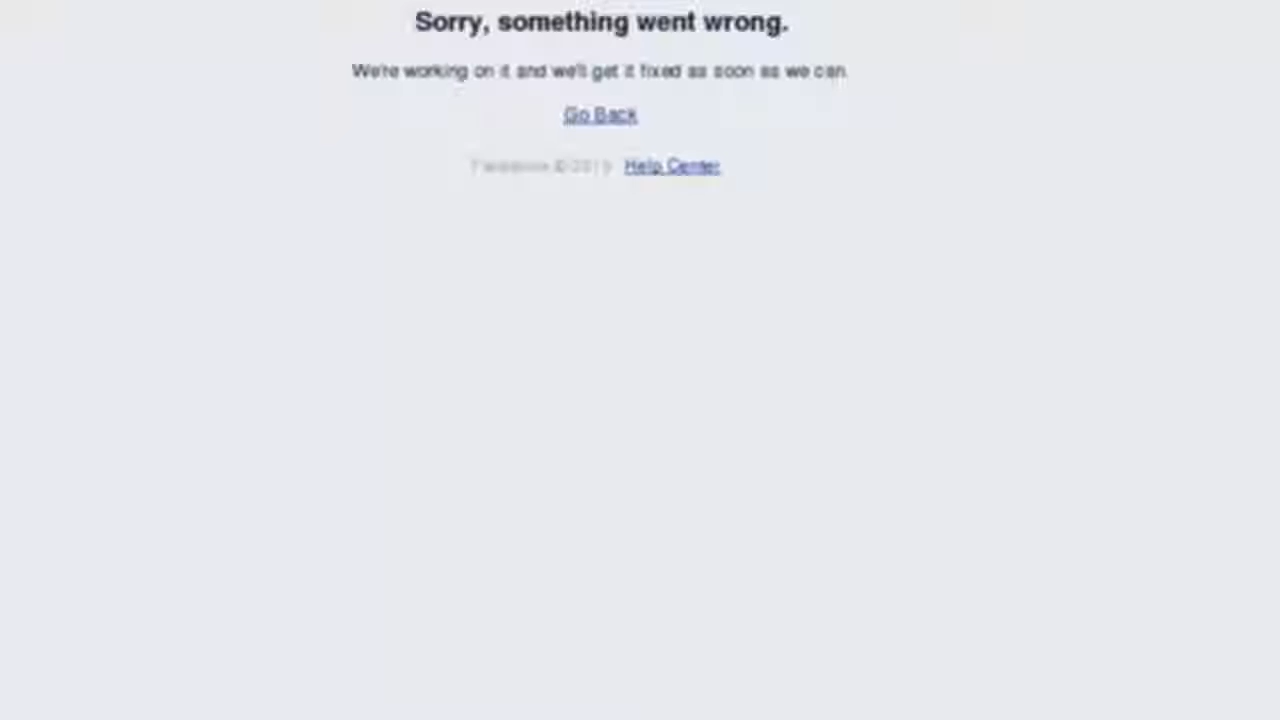 Sorry, something went wrong.
We're working on it and we'll get it fixed as soon as we can.
Go Back
Help Center